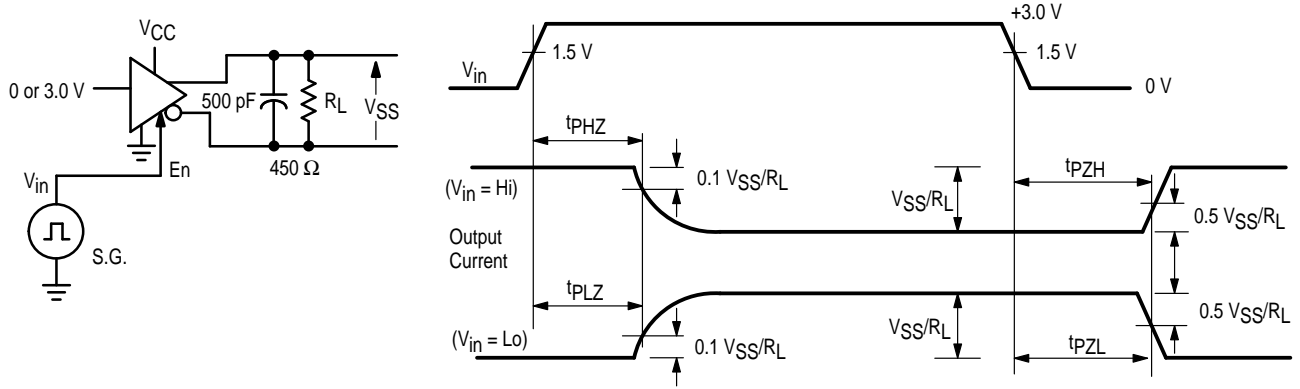 VCC
0 or 3.0 V
500 pF
RL
VSS
450 Ω
En
Vin
S.G.
+3.0 V
1.5 V
1.5 V
Vin
0 V
tPHZ
tPZH
(Vin = Hi)
0.1 VSS/RL
VSS/RL
0.5 VSS/RL
Output
Current
tPLZ
(Vin = Lo)
0.1 VSS/RL
VSS/RL
0.5 VSS/RL
tPZL